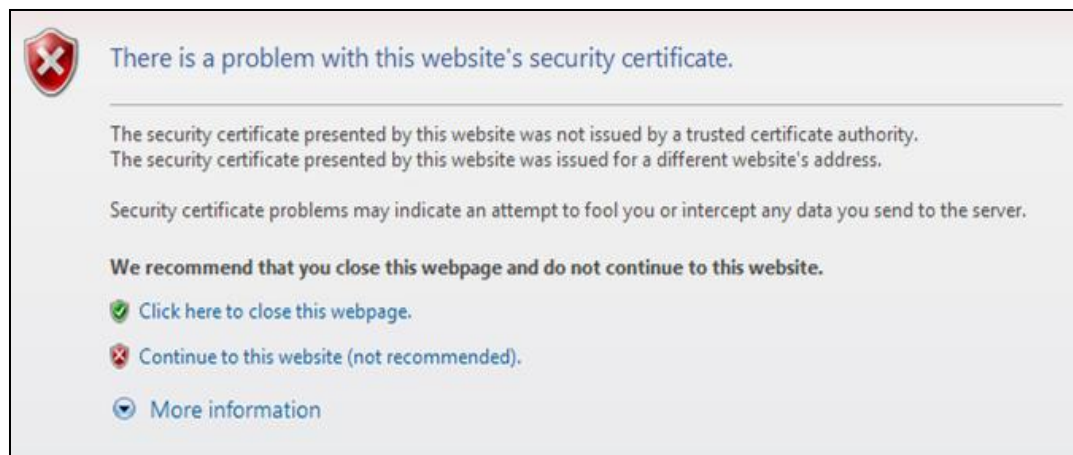 There is a problem with this website's security certificate.
The security certificate presented by this website was not issued by a trusted certificate authority.
The security certificate presented by this website was issued for a different website's address.
Security certificate problems may indicate an attempt to fool you or intercept any data you send to the server.
We recommend that you close this webpage and do not continue to this website.
Click here to close this webpage.
Continue to this website (not recommended).
More information